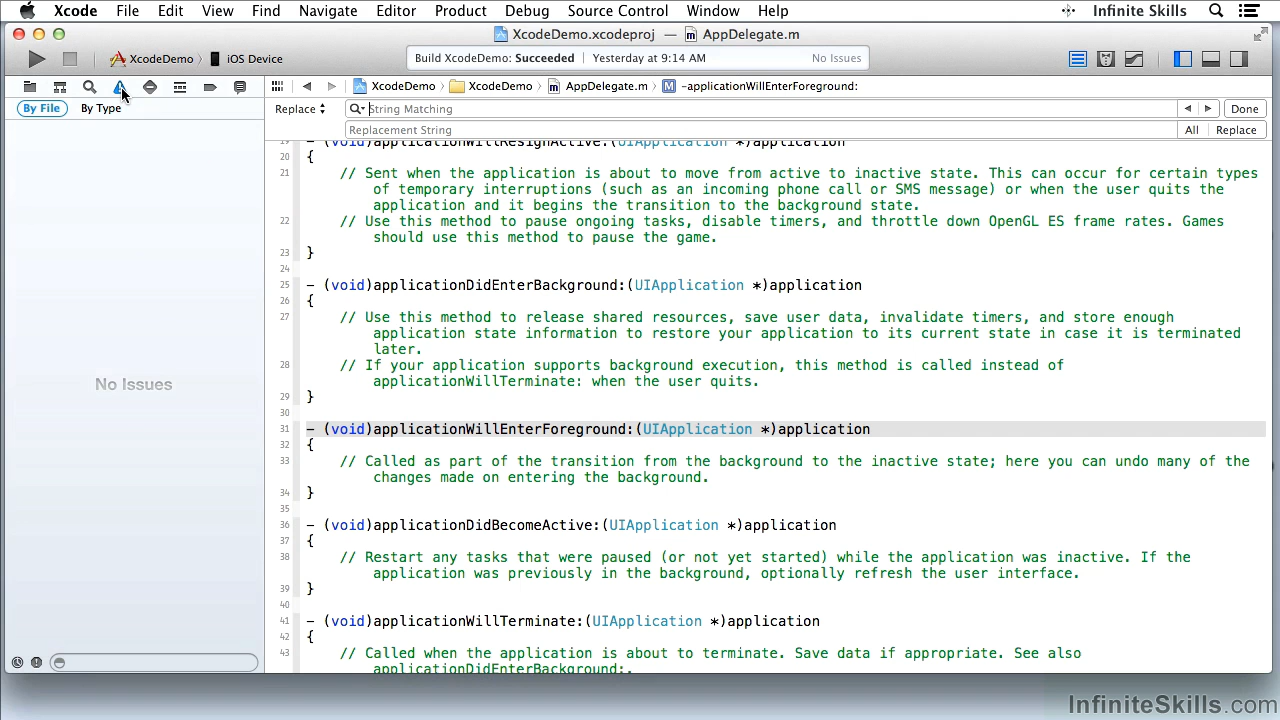 Xcode File Edit View Find Navigate Editor Product Debug Source Control Window Help Infinite Skills
XcodeDemo.xcodeproj — AppDelegate.m
XcodeDemo iOS Device Build XcodeDemo: Succeeded Yesterday at 9:14 AM No Issues
XcodeDemo XcodeDemo AppDelegate.m M -applicationWillEnterForeground:
By File By Type Replace String Matching Done
Replacement String All Replace
19 - (void)applicationWillResignActive:(UIApplication *)application
20 {
21 // Sent when the application is about to move from active to inactive state. This can occur for certain types
of temporary interruptions (such as an incoming phone call or SMS message) or when the user quits the
application and it begins the transition to the background state.
22 // Use this method to pause ongoing tasks, disable timers, and throttle down OpenGL ES frame rates. Games
should use this method to pause the game.
23 }
24
25 - (void)applicationDidEnterBackground:(UIApplication *)application
26 {
27 // Use this method to release shared resources, save user data, invalidate timers, and store enough
application state information to restore your application to its current state in case it is terminated
later.
28 // If your application supports background execution, this method is called instead of
applicationWillTerminate: when the user quits.
29 }
30
31 - (void)applicationWillEnterForeground:(UIApplication *)application
32 {
33 // Called as part of the transition from the background to the inactive state; here you can undo many of the
changes made on entering the background.
34 }
35
36 - (void)applicationDidBecomeActive:(UIApplication *)application
37 {
38 // Restart any tasks that were paused (or not yet started) while the application was inactive. If the
application was previously in the background, optionally refresh the user interface.
39 }
40
41 - (void)applicationWillTerminate:(UIApplication *)application
42 {
43 // Called when the application is about to terminate. Save data if appropriate. See also
applicationDidEnterBackground:.
No Issues
InfiniteSkills.com